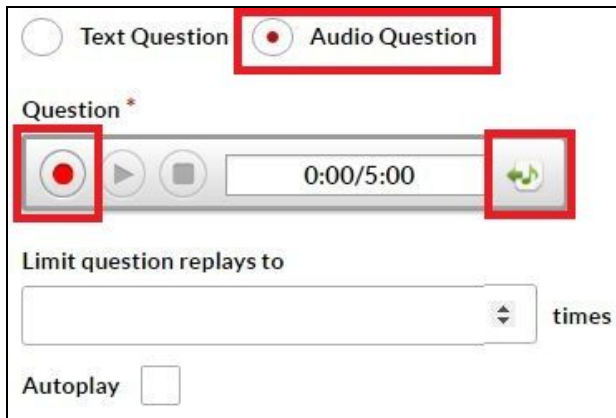 Text Question Audio Question
Question *
0:00/5:00
Limit question replays to
times
Autoplay